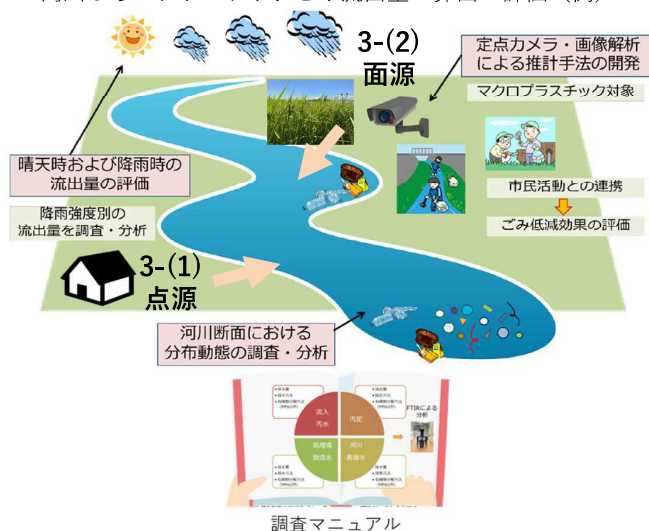 3-(2)
面源
定点カメラ・画像解析
による推計手法の開発
マクロプラスチック対象
晴天時および降雨時の
流出量の評価
降雨強度別の
流出量を調査・分析
市民活動との連携
ごみ低減効果の評価
3-(1)
点源
河川断面における
分布動態の調査・分析
流入
汚水
汚泥
処理場
放流水
河川
表層水
FTIRによる
分析
調査マニュアル